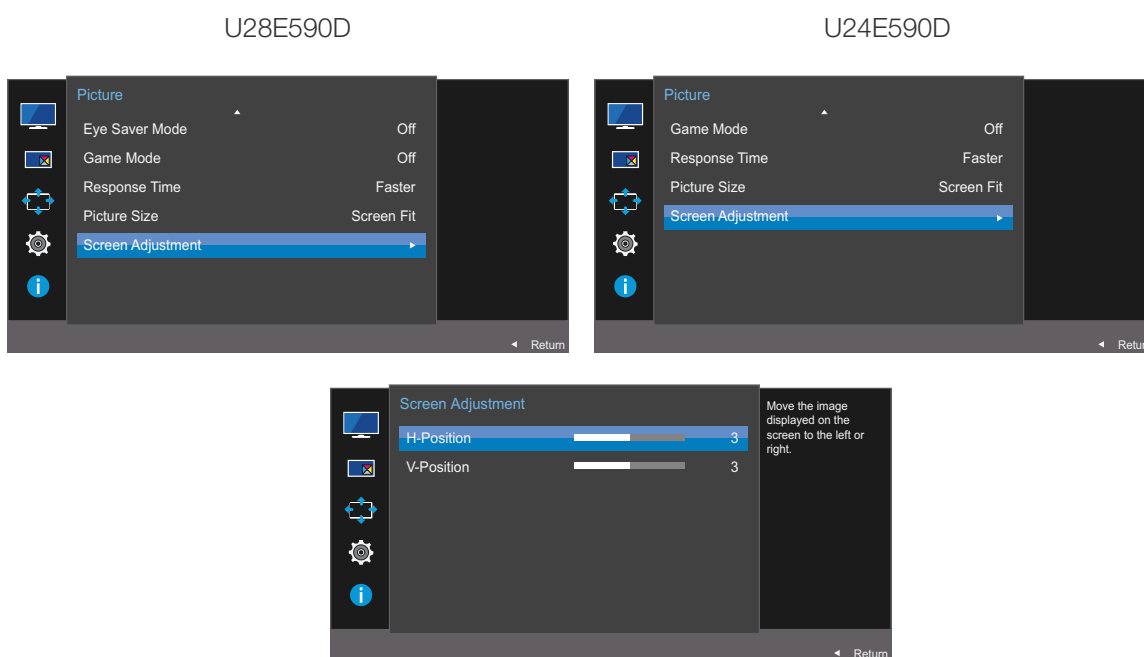 U28E590D
U24E590D
Picture
Eye Saver Mode Off
Game Mode Off
Response Time Faster
Picture Size Screen Fit
Screen Adjustment
Return
Picture
Game Mode Off
Response Time Faster
Picture Size Screen Fit
Screen Adjustment
Return
Screen Adjustment
H-Position 3
V-Position 3
Move the image
displayed on the
screen to the left or
right.
Return